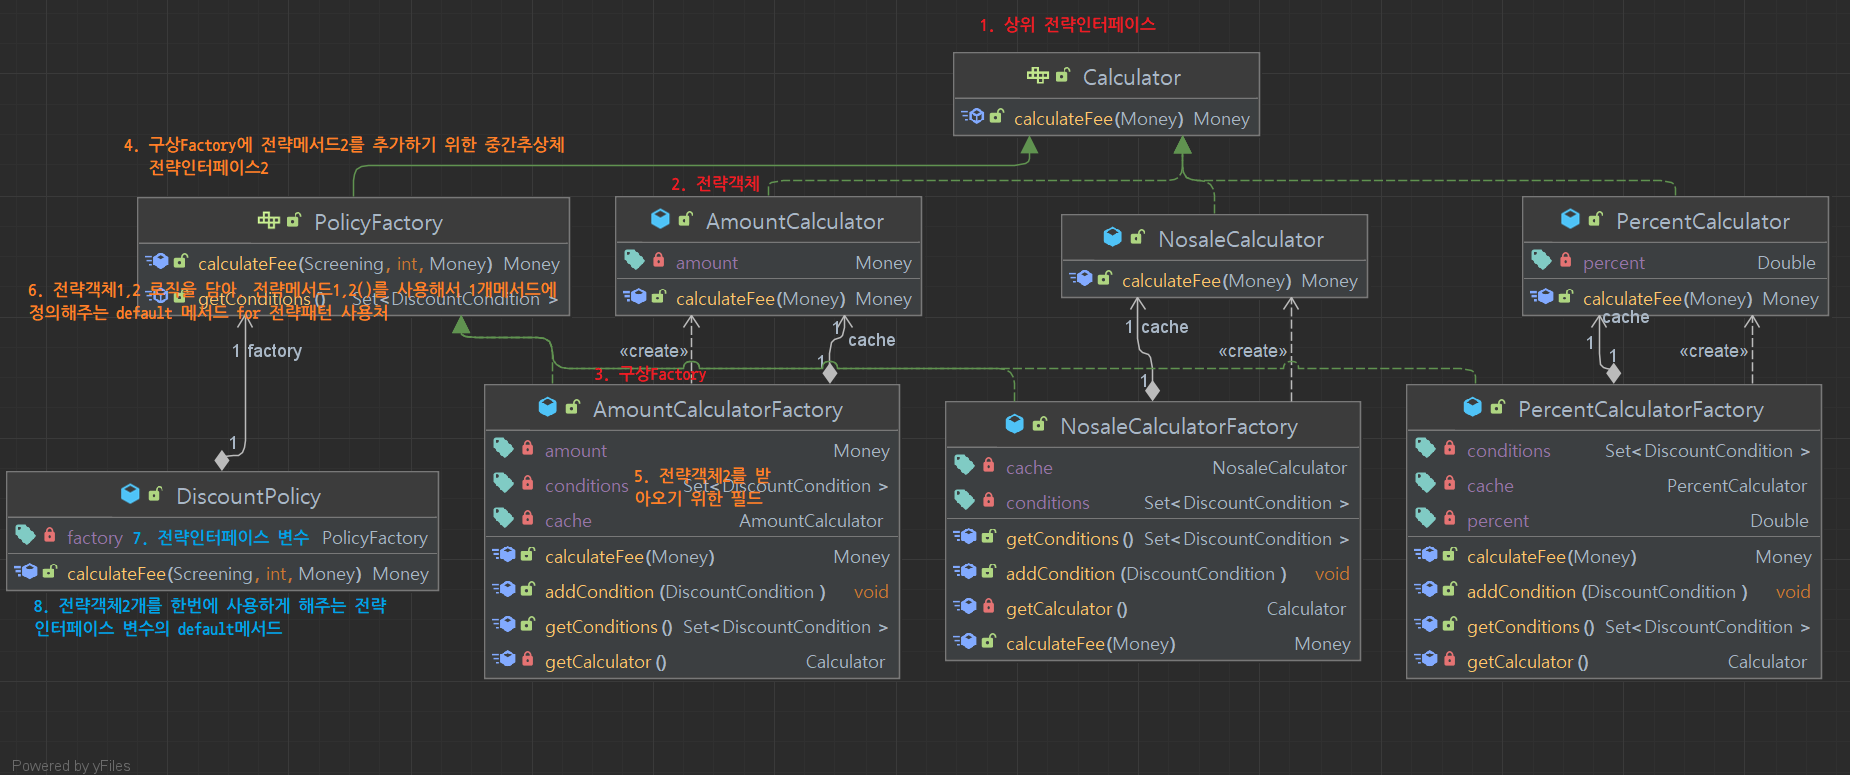 1. 상위 전략인터페이스
Calculator
calculateFee(Money) Money
4. 구상Factory에 전략메서드2를 추가하기 위한 중간추상체
전략인터페이스2
2. 전략객체
PolicyFactory
calculateFee(Screening, int, Money) Money
getConditions() Set<DiscountCondition >
6. 전략객체1,2 로직을 담아, 전략메서드1,2()를 사용해서 1개메서드에
정의해주는 default 메서드 for 전략패턴 사용처
AmountCalculator
amount Money
calculateFee(Money) Money
NosaleCalculator
calculateFee(Money) Money
PercentCalculator
percent Double
calculateFee(Money) Money
1 factory
1
«create»
1
cache
1
1 cache
1
«create»
cache
1
1
«create»
3. 구상Factory
AmountCalculatorFactory
amount Money
conditions Set<DiscountCondition >
cache AmountCalculator
5. 전략객체2를 받
아오기 위한 필드
calculateFee(Money) Money
addCondition (DiscountCondition ) void
getConditions () Set<DiscountCondition >
getCalculator () Calculator
NosaleCalculatorFactory
cache NosaleCalculator
conditions Set<DiscountCondition >
getConditions () Set<DiscountCondition >
addCondition (DiscountCondition ) void
getCalculator () Calculator
calculateFee(Money) Money
PercentCalculatorFactory
conditions Set<DiscountCondition >
cache PercentCalculator
percent Double
calculateFee(Money) Money
addCondition (DiscountCondition ) void
getConditions () Set<DiscountCondition >
getCalculator () Calculator
DiscountPolicy
factory 7. 전략인터페이스 변수 PolicyFactory
calculateFee(Screening, int, Money) Money
8. 전략객체2개를 한번에 사용하게 해주는 전략
인터페이스 변수의 default메서드
Powered by yFiles